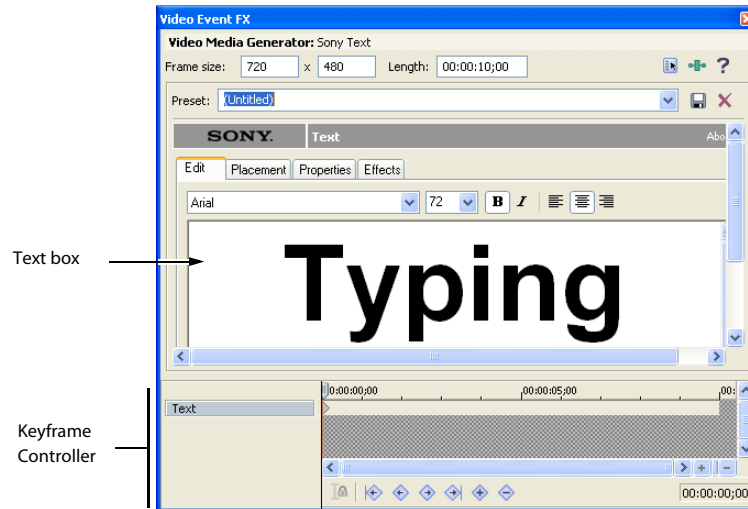 Video Event FX
Video Media Generator: Sony Text
Frame size: 720 x 480 Length: 00:00:10;00
Preset: (Untitled)
SONY. Text Abo
Edit Placement Properties Effects
Arial 72 B I
Text box
Typing
0:00:00;00 00:00:05;00 00:
Text
Keyframe
Controller
00:00:00;00